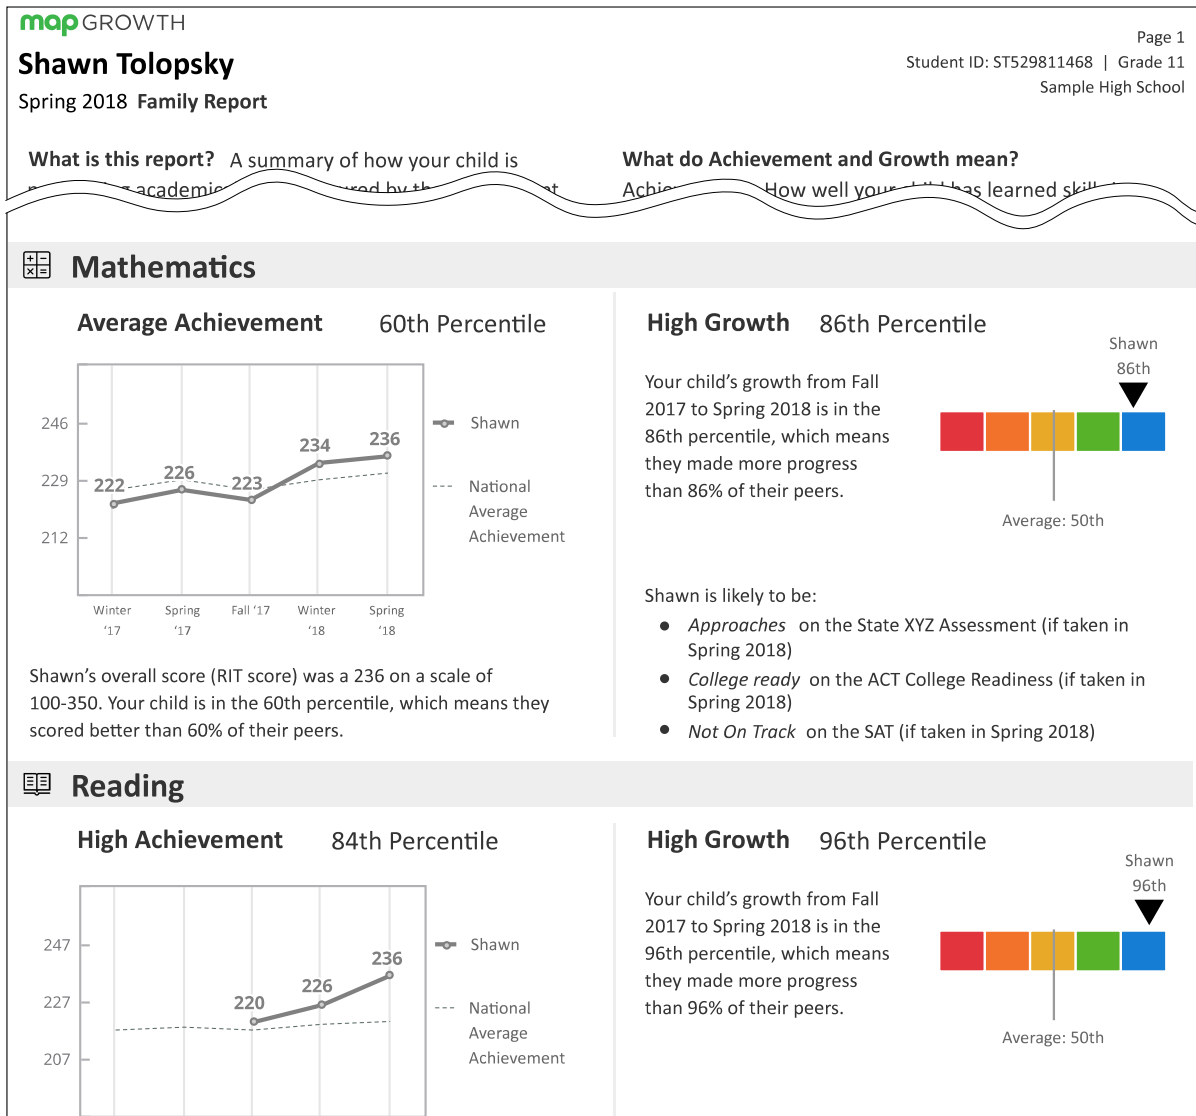 map GROWTH
Page 1
Shawn Tolopsky
Student ID: ST529811468 | Grade 11
Spring 2018 Family Report
Sample High School
What is this report? A summary of how your child is
What do Achievement and Growth mean?
How well your child has learned
Mathematics
Average Achievement 60th Percentile
246
229
212
222
226
223
234
236
Shawn
National
Average
Achievement
Winter
‘17
Spring
‘17
Fall ‘17
Winter
‘18
Spring
‘18
Shawn’s overall score (RIT score) was a 236 on a scale of
100-350. Your child is in the 60th percentile, which means they
scored better than 60% of their peers.
High Growth 86th Percentile
Your child’s growth from Fall
2017 to Spring 2018 is in the
86th percentile, which means
they made more progress
than 86% of their peers.
Shawn
86th
Average: 50th
Shawn is likely to be:
● Approaches on the State XYZ Assessment (if taken in
Spring 2018)
● College ready on the ACT College Readiness (if taken in
Spring 2018)
● Not On Track on the SAT (if taken in Spring 2018)
Reading
High Achievement 84th Percentile
247
227
207
220
226
236
Shawn
National
Average
Achievement
High Growth 96th Percentile
Your child’s growth from Fall
2017 to Spring 2018 is in the
96th percentile, which means
they made more progress
than 96% of their peers.
Shawn
96th
Average: 50th